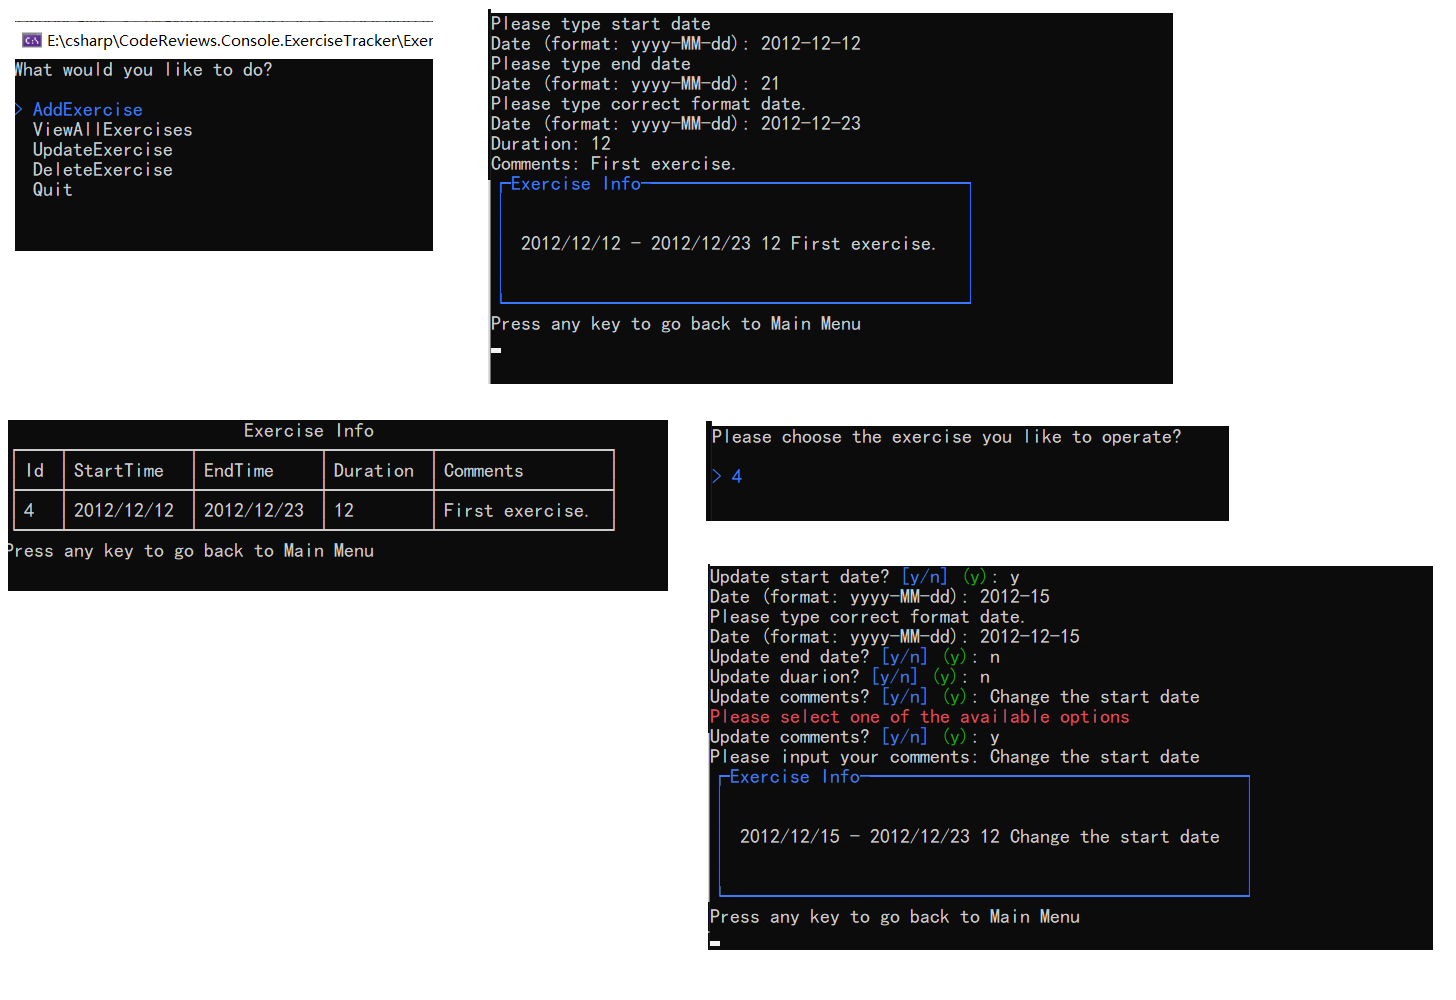 E:\csharp\CodeReviews.Console.ExerciseTracker\Exer
What would you like to do?
> AddExercise
ViewAllExercises
UpdateExercise
DeleteExercise
Quit
Please type start date
Date (format: yyyy-MM-dd): 2012-12-12
Please type end date
Date (format: yyyy-MM-dd): 21
Please type correct format date.
Date (format: yyyy-MM-dd): 2012-12-23
Duration: 12
Comments: First exercise.
Exercise Info
2012/12/12 - 2012/12/23 12 First exercise.
Press any key to go back to Main Menu
Exercise Info
Id StartTime EndTime Duration Comments
4 2012/12/12 2012/12/23 12 First exercise.
Press any key to go back to Main Menu
Please choose the exercise you like to operate?
> 4
Update start date? [y/n] (y): y
Date (format: yyyy-MM-dd): 2012-15
Please type correct format date.
Date (format: yyyy-MM-dd): 2012-12-15
Update end date? [y/n] (y): n
Update duarion? [y/n] (y): n
Update comments? [y/n] (y): Change the start date
Please select one of the available options
Update comments? [y/n] (y): y
Please input your comments: Change the start date
Exercise Info
2012/12/15 - 2012/12/23 12 Change the start date
Press any key to go back to Main Menu